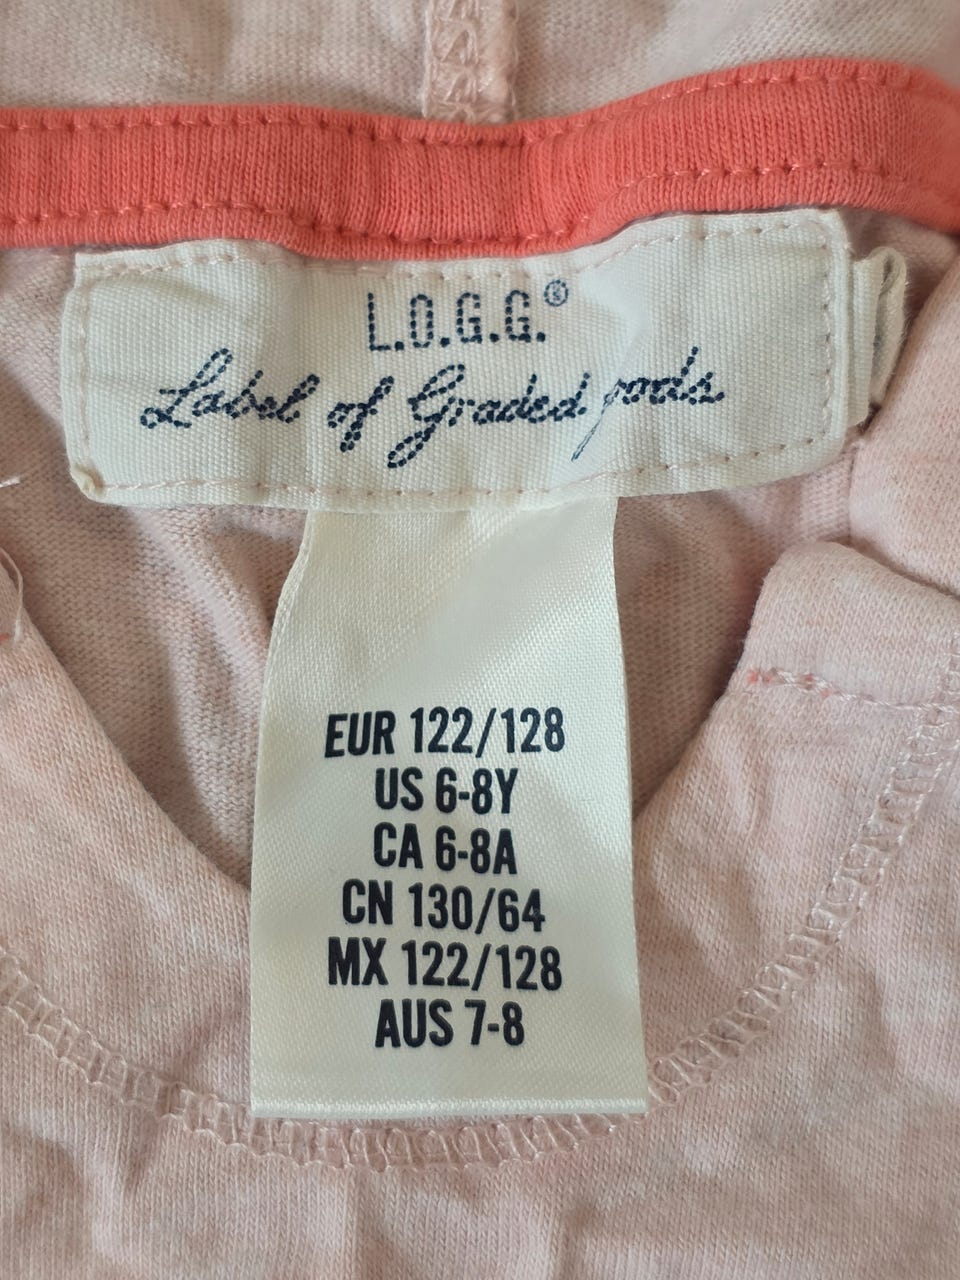 L.O.G.G.®
Label of Graded goods.
EUR 122/128
US 6-8Y
CA 6-8A
CN 130/64
MX 122/128
AUS 7-8